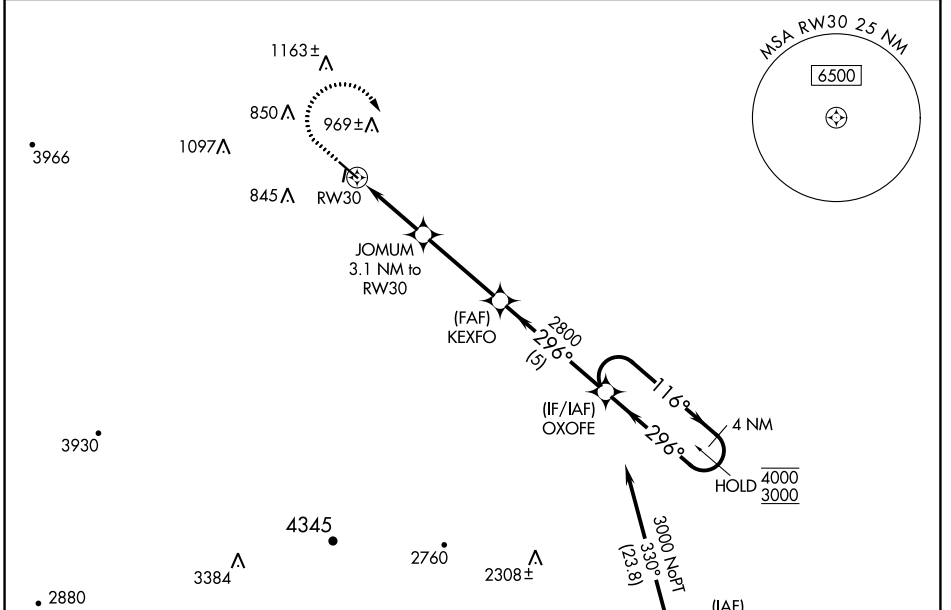 MSA RW30 25 NM
6500
1163±
850
969±
1097
3966
845
RW30
JOMUM
3.1 NM to
RW30
(FAF)
KEXFO
2800
296°
(5)
(IF/IAF)
OXOFE
116°
296°
4 NM
HOLD 4000
3000
3930
4345
2760
3384
2308±
2880
3000 NoPT
330°
(23.8)
(IAF)